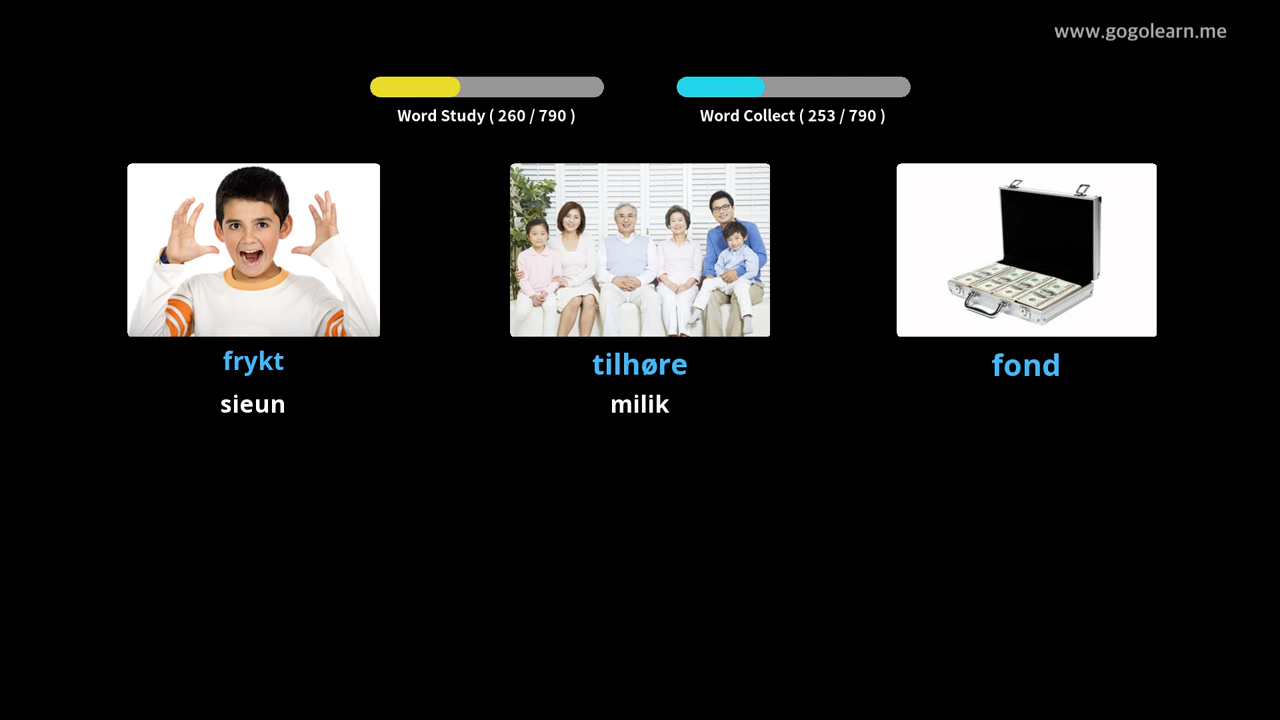 www.gogolearn.me
Word Study ( 260 / 790 )
Word Collect ( 253 / 790 )
frykt
tilhøre
fond
sieun
milik